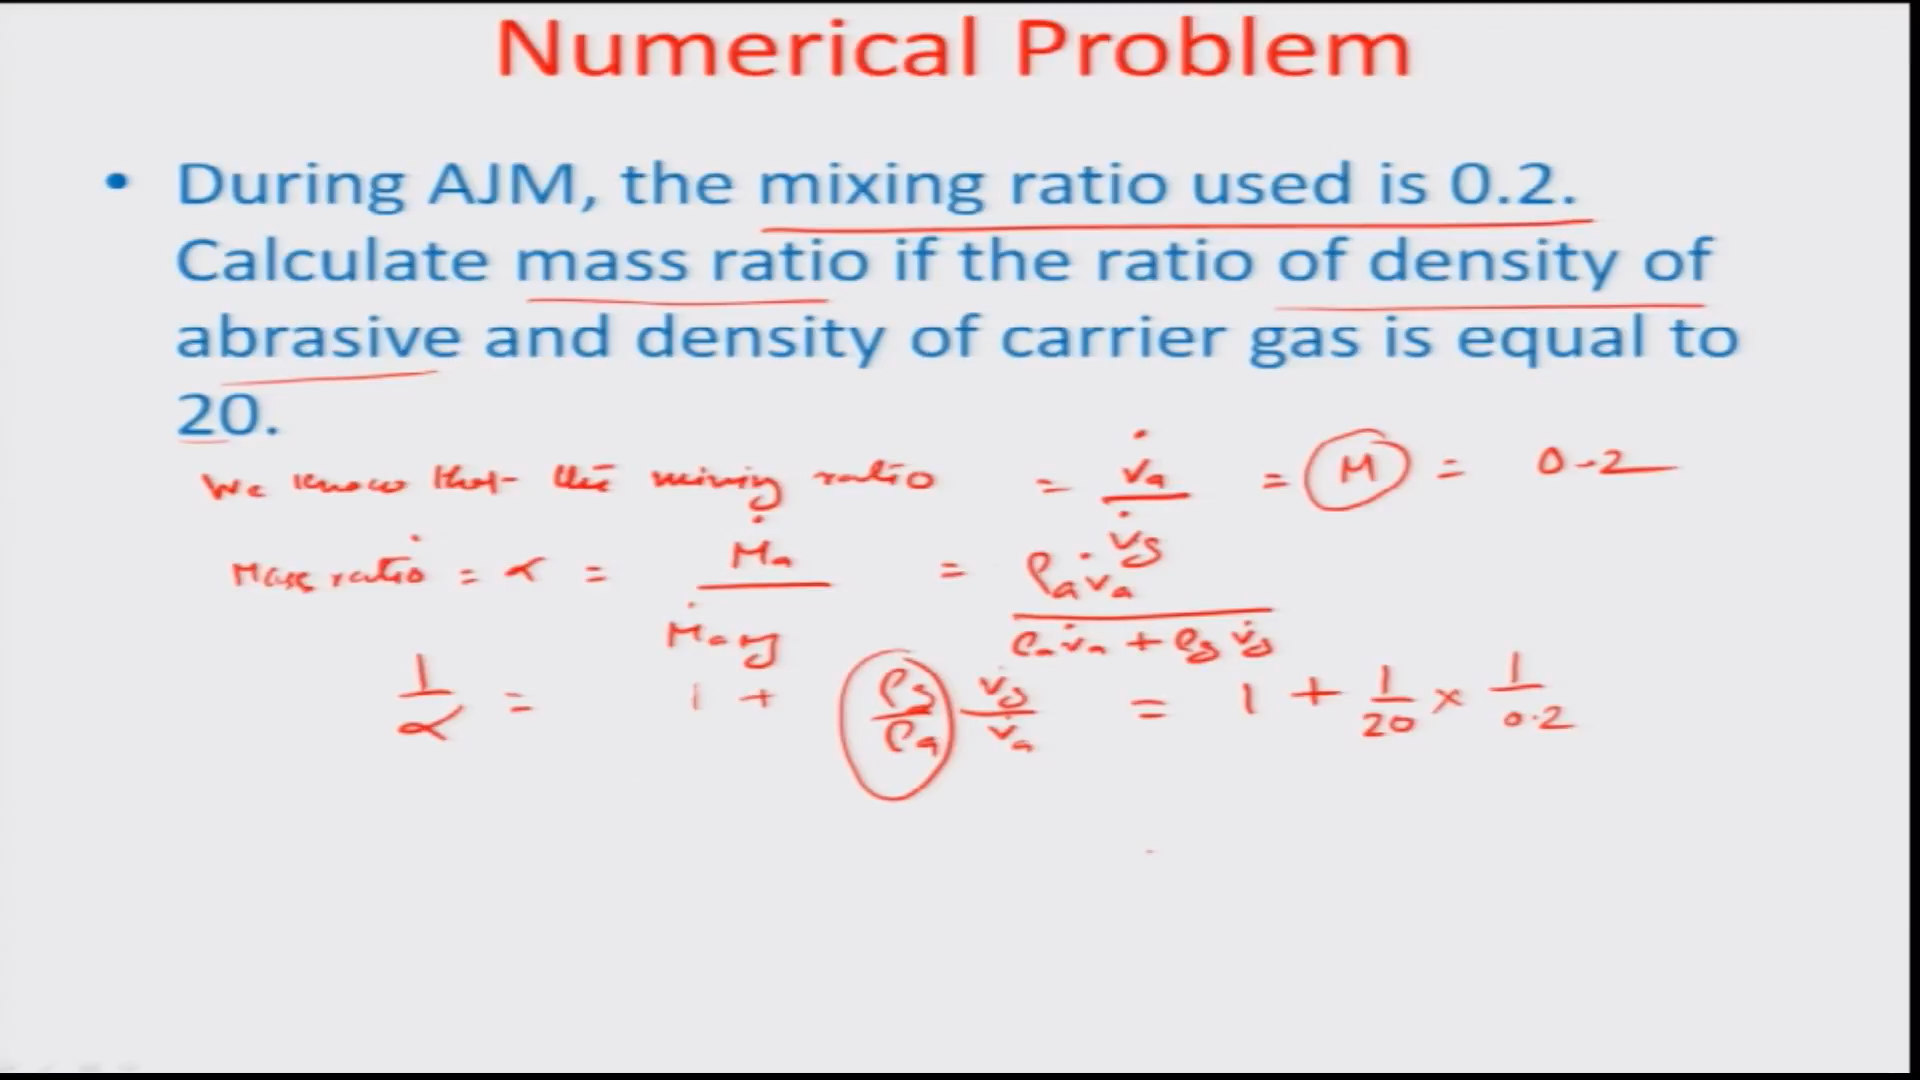 Numerical Problem
• During AJM, the mixing ratio used is 0.2.
Calculate mass ratio if the ratio of density of
abrasive and density of carrier gas is equal to
20.
We know that the mixing ratio = V̇a / V̇g = M = 0.2
Mass ratio = α = Ṁa / Ṁa+g = ρa V̇a / (ρa V̇a + ρg V̇g)
1/α = 1 + ρg/ρa V̇g/V̇a = 1 + 1/20 × 1/0.2